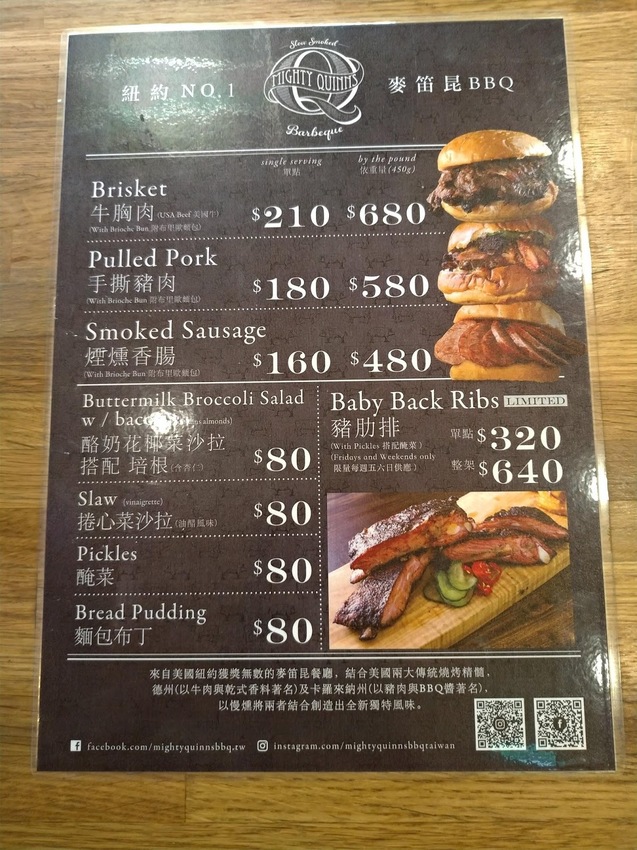 Slow Smoked
紐約 NO.1
MIGHTY QUINN'S
麥笛昆BBQ
Barbeque
single serving
單點
by the pound
依重量(450g)
Brisket
牛胸肉 (USA Beef 美國牛)
(With Brioche Bun 附布里歐麵包)
$210 $680
Pulled Pork
手撕豬肉
(With Brioche Bun 附布里歐麵包)
$180 $580
Smoked Sausage
煙燻香腸
(With Brioche Bun 附布里歐麵包)
$160 $480
Buttermilk Broccoli Salad
w / bacon almonds)
酪奶花椰菜沙拉
搭配 培根 (含杏仁)
$80
Slaw (vinaigrette)
捲心菜沙拉 (油醋風味)
$80
Pickles
醃菜
$80
Bread Pudding
麵包布丁
$80
Baby Back Ribs LIMITED
豬肋排
(With Pickles 搭配醃菜)
(Fridays and Weekends only
限量每週五六日供應)
單點 $320
整架 $640
來自美國紐約獲獎無數的麥笛昆餐廳，結合美國兩大傳統燒烤精髓，
德州(以牛肉與乾式香料著名)及卡羅來納州(以豬肉與BBQ醬著名)，
以慢燻將兩者結合創造出全新獨特風味。
facebook.com/mightyquinnsbbq.tw
instagram.com/mightyquinnsbbqtaiwan